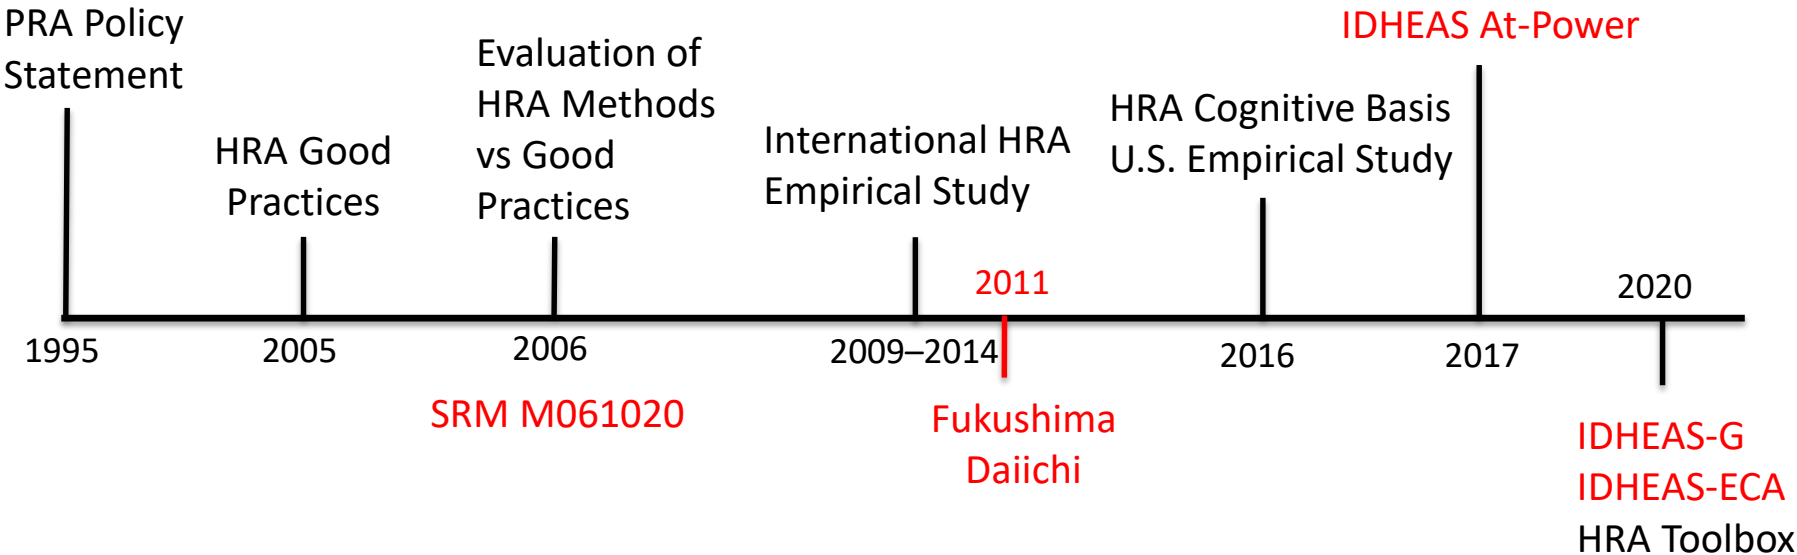 PRA Policy
Statement
1995
HRA Good
Practices
2005
Evaluation of
HRA Methods
vs Good
Practices
2006
SRM M061020
International HRA
Empirical Study
2009–2014
2011
Fukushima
Daiichi
HRA Cognitive Basis
U.S. Empirical Study
2016
IDHEAS At-Power
2017
2020
IDHEAS-G
IDHEAS-ECA
HRA Toolbox